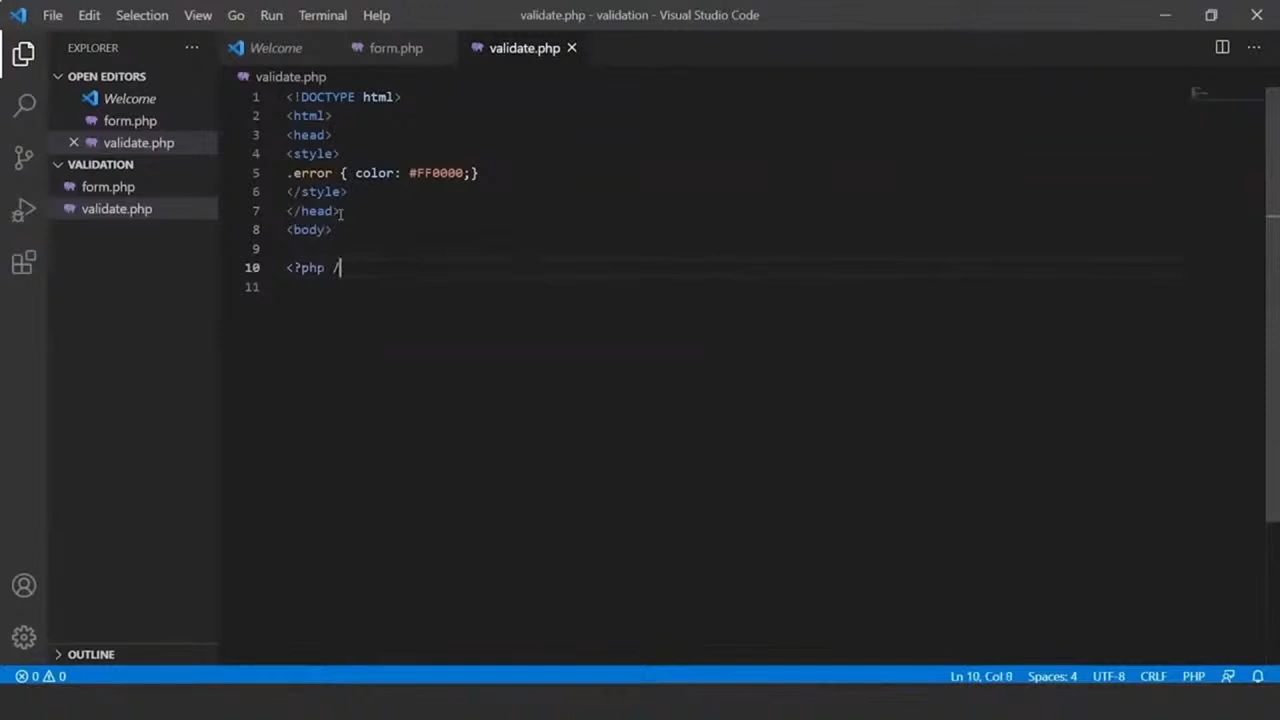 File Edit Selection View Go Run Terminal Help
validate.php - validation - Visual Studio Code
EXPLORER ...
OPEN EDITORS
Welcome
form.php
validate.php
VALIDATION
form.php
validate.php
OUTLINE
Welcome form.php validate.php
validate.php
1 <!DOCTYPE html>
2 <html>
3 <head>
4 <style>
5 .error { color: #FF0000;}
6 </style>
7 </head>
8 <body>
9
10 <?php /
11
0 0
Ln 10, Col 8 Spaces: 4 UTF-8 CRLF PHP